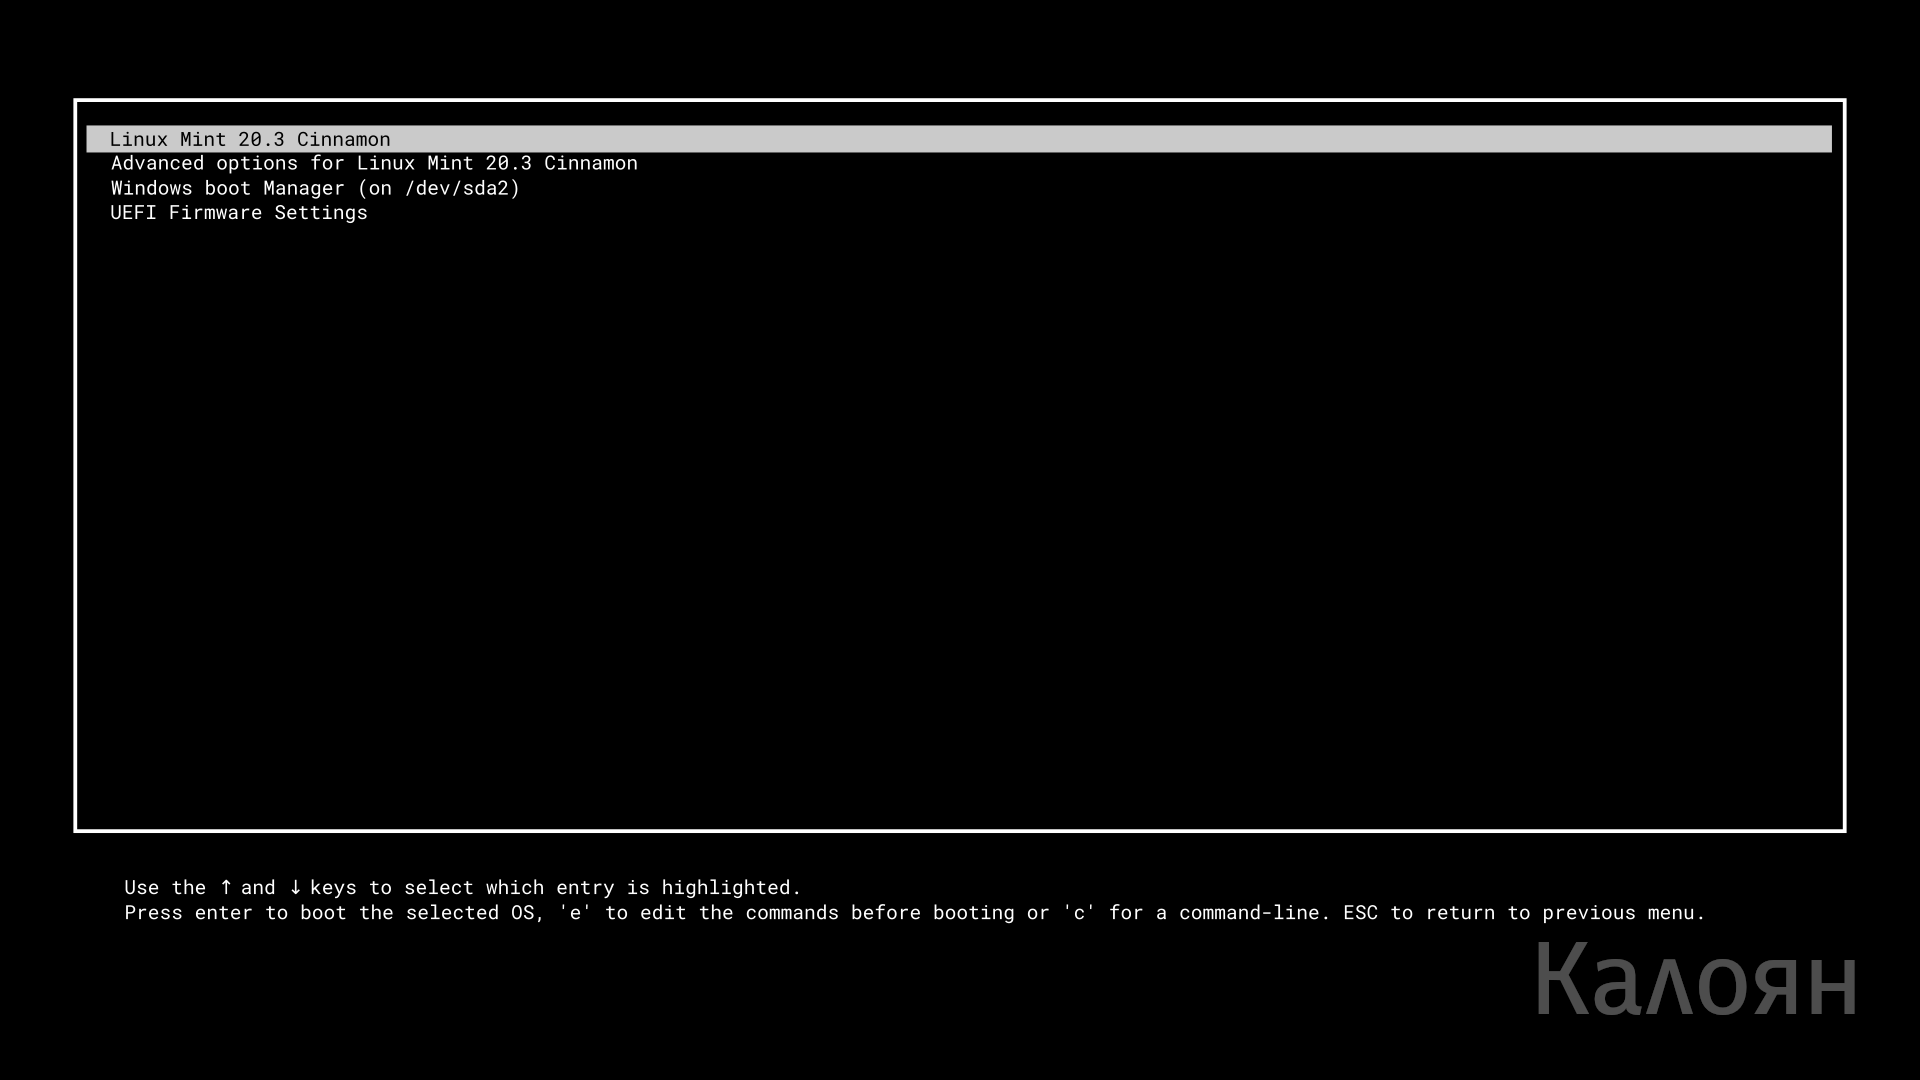 Linux Mint 20.3 Cinnamon
Advanced options for Linux Mint 20.3 Cinnamon
Windows boot Manager (on /dev/sda2)
UEFI Firmware Settings
Use the ↑ and ↓ keys to select which entry is highlighted.
Press enter to boot the selected OS, 'e' to edit the commands before booting or 'c' for a command-line. ESC to return to previous menu.
Калоян